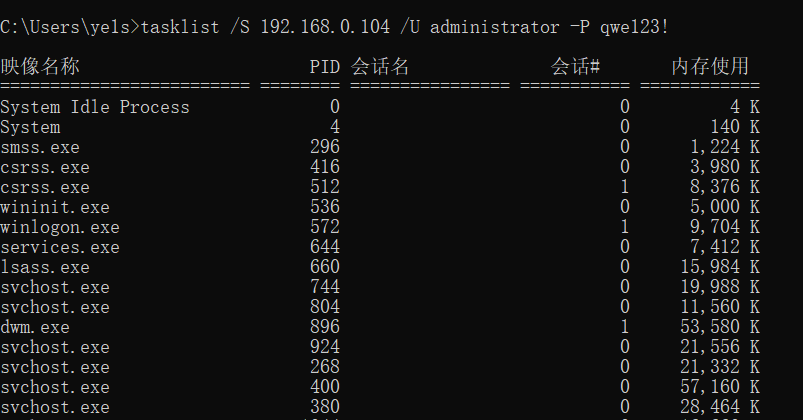 C:\Users\yels>tasklist /S 192.168.0.104 /U administrator -P qwe123!
映像名称 PID 会话名 会话# 内存使用
========================= ======== ================ =========== ============
System Idle Process 0 0 4 K
System 4 0 140 K
smss.exe 296 0 1,224 K
csrss.exe 416 0 3,980 K
csrss.exe 512 1 8,376 K
wininit.exe 536 0 5,000 K
winlogon.exe 572 1 9,704 K
services.exe 644 0 7,412 K
lsass.exe 660 0 15,984 K
svchost.exe 744 0 19,988 K
svchost.exe 804 0 11,560 K
dwm.exe 896 1 53,580 K
svchost.exe 924 0 21,556 K
svchost.exe 268 0 21,332 K
svchost.exe 400 0 57,160 K
svchost.exe 380 0 28,464 K